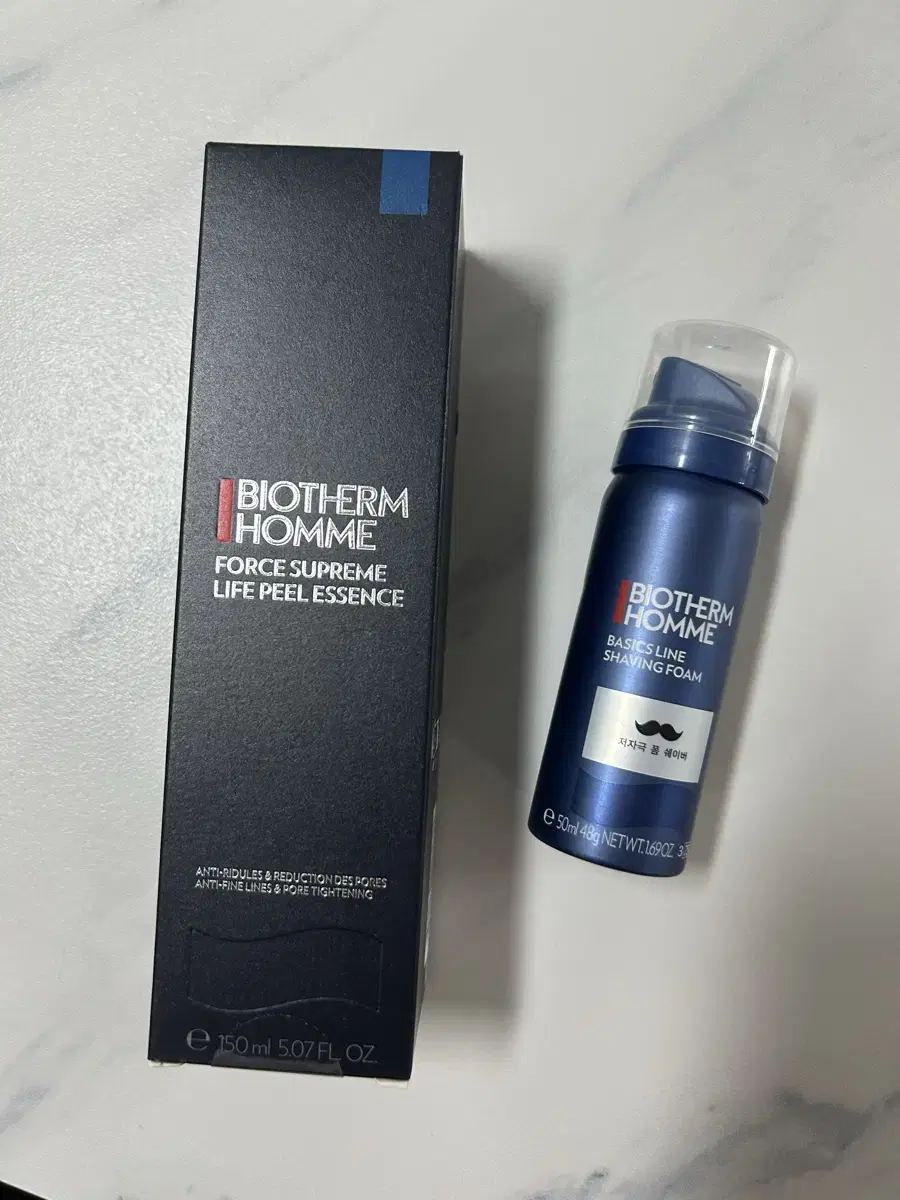 BIOTHERM
HOMME
FORCE SUPREME
LIFE PEEL ESSENCE
ANTI-RIDULES & REDUCTION DES PORES
ANTI-FINE LINES & PORE TIGHTENING
e 150 ml 5.07 FL. OZ.
BIOTHERM
HOMME
BASICS LINE
SHAVING FOAM
저자극 폼 쉐이버
e 50ml 48g NET WT. 1.69 OZ.